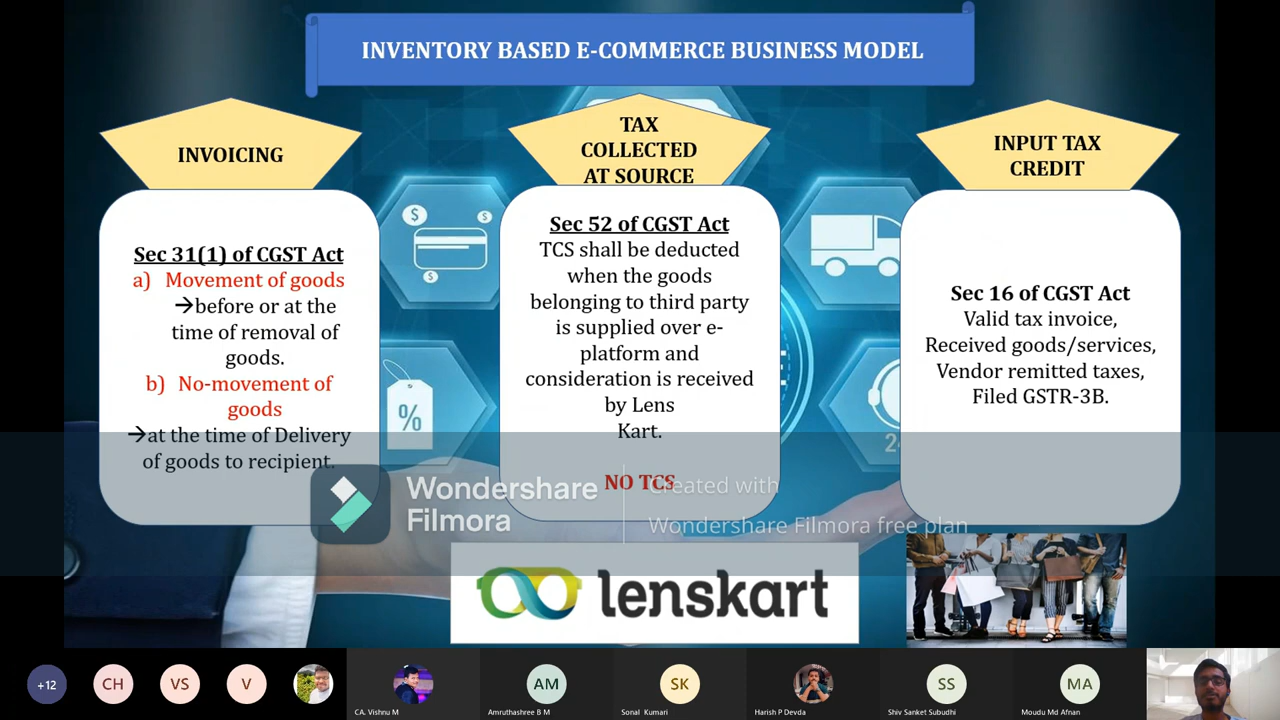 INVENTORY BASED E-COMMERCE BUSINESS MODEL
INVOICING
Sec 31(1) of CGST Act
a) Movement of goods
→before or at the
time of removal of
goods.
b) No-movement of
goods
→at the time of Delivery
of goods to recipient.
TAX
COLLECTED
AT SOURCE
Sec 52 of CGST Act
TCS shall be deducted
when the goods
belonging to third party
is supplied over e-
platform and
consideration is received
by Lens
Kart.
NO TCS
INPUT TAX
CREDIT
Sec 16 of CGST Act
Valid tax invoice,
Received goods/services,
Vendor remitted taxes,
Filed GSTR-3B.
$
$
$
%
24
Wondershare
Filmora
Created with
Wondershare Filmora free plan
lenskart
+12
CH
VS
V
CA. Vishnu M
AM
Amruthashree B M
SK
Sonal Kumari
Harish P Devda
SS
Shiv Sanket Subudhi
MA
Moudu Md Afnan